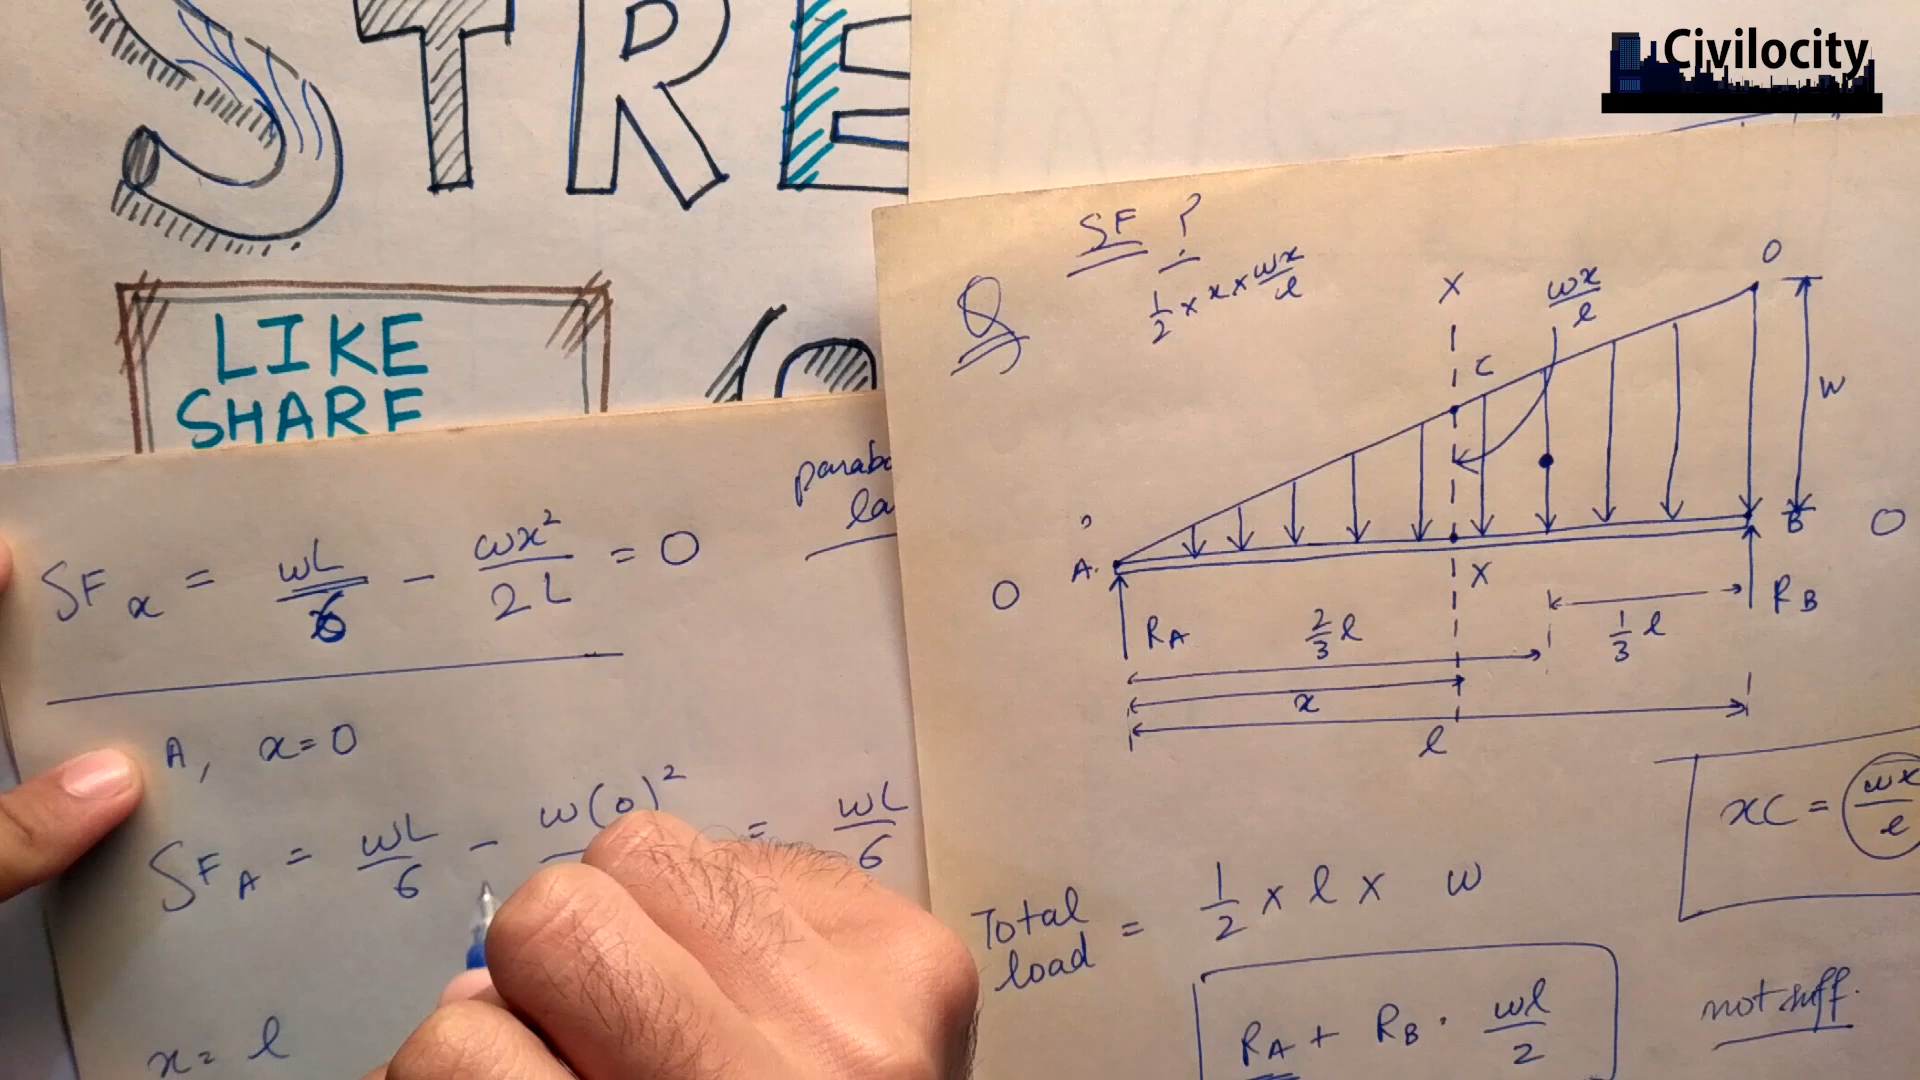 STRE
Civilocity
LIKE
SHARE
SF ?
Q
1/2 × x × wx/l
X
wx/l
O
C
W
A
B
O
O
X
RA
RB
2/3 l
1/3 l
x
l
xC = wx/l
Total load = 1/2 × l × w
RA + RB · wl/2
not suff.
SFx = wL/6 - wx²/2L = 0
A, x=0
SFA = wL/6 - w(0)² = wL/6
x= l